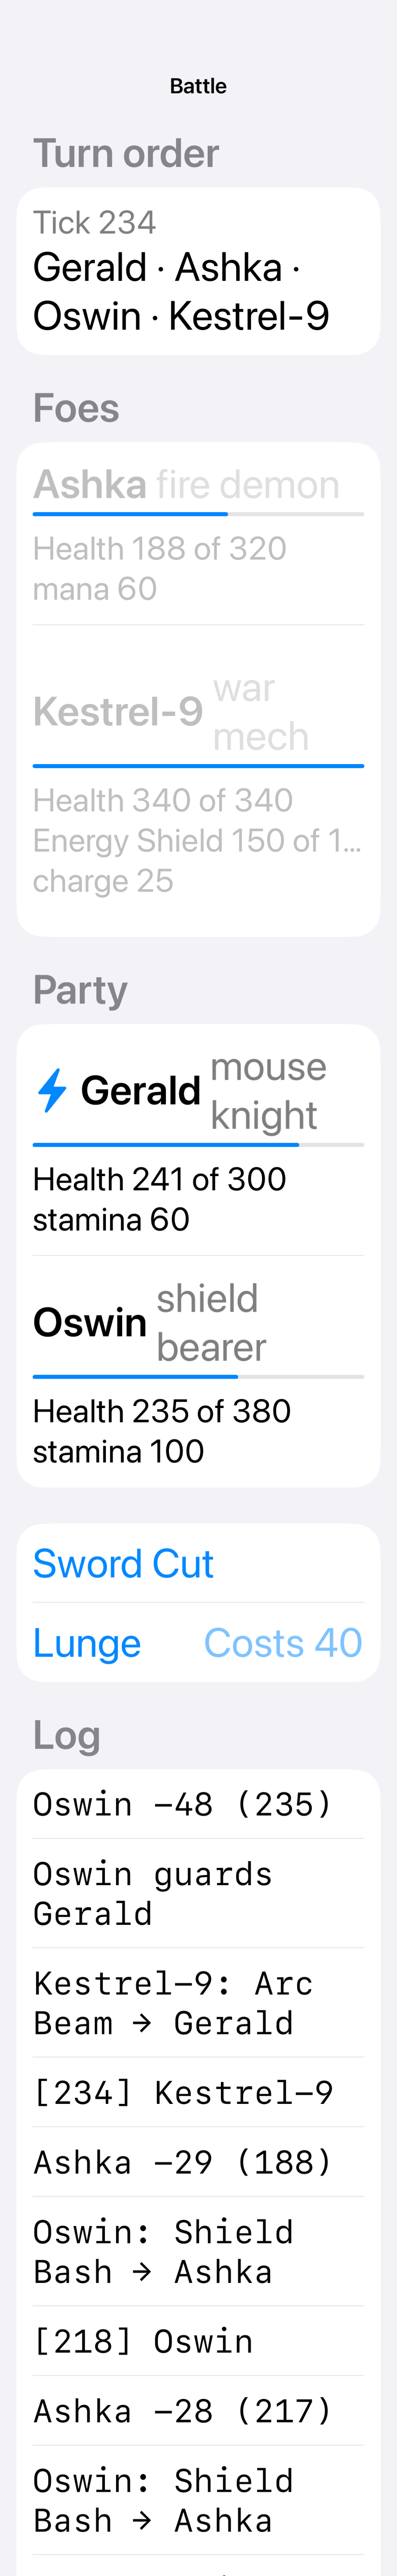 Battle
Turn order
Tick 234
Gerald · Ashka ·
Oswin · Kestrel-9
Foes
Ashka fire demon
Health 188 of 320
mana 60
Kestrel-9 war
mech
Health 340 of 340
Energy Shield 150 of 1...
charge 25
Party
Gerald mouse
knight
Health 241 of 300
stamina 60
Oswin shield
bearer
Health 235 of 380
stamina 100
Sword Cut
Lunge Costs 40
Log
Oswin −48 (235)
Oswin guards
Gerald
Kestrel−9: Arc
Beam → Gerald
[234] Kestrel−9
Ashka −29 (188)
Oswin: Shield
Bash → Ashka
[218] Oswin
Ashka −28 (217)
Oswin: Shield
Bash → Ashka